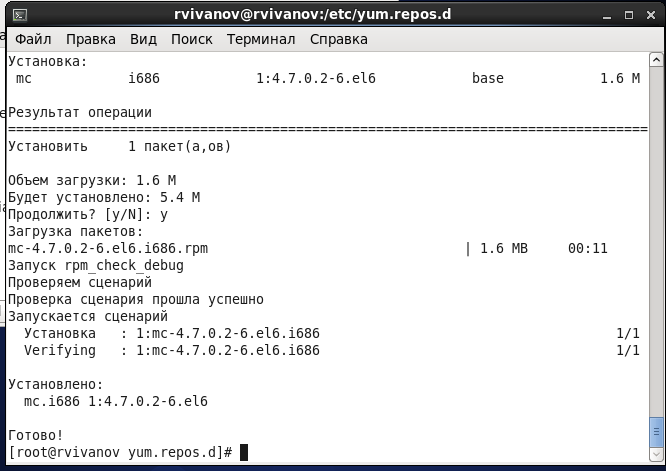 rvivanov@rvivanov:/etc/yum.repos.d
Файл Правка Вид Поиск Терминал Справка
Установка:
mc i686 1:4.7.0.2-6.el6 base 1.6 M
Результат операции
================================================================================
Установить 1 пакет(а,ов)
Объем загрузки: 1.6 M
Будет установлено: 5.4 M
Продолжить? [y/N]: y
Загрузка пакетов:
mc-4.7.0.2-6.el6.i686.rpm | 1.6 MB 00:11
Запуск rpm_check_debug
Проверяем сценарий
Проверка сценария прошла успешно
Запускается сценарий
Установка : 1:mc-4.7.0.2-6.el6.i686 1/1
Verifying : 1:mc-4.7.0.2-6.el6.i686 1/1
Установлено:
mc.i686 1:4.7.0.2-6.el6
Готово!
[root@rvivanov yum.repos.d]#